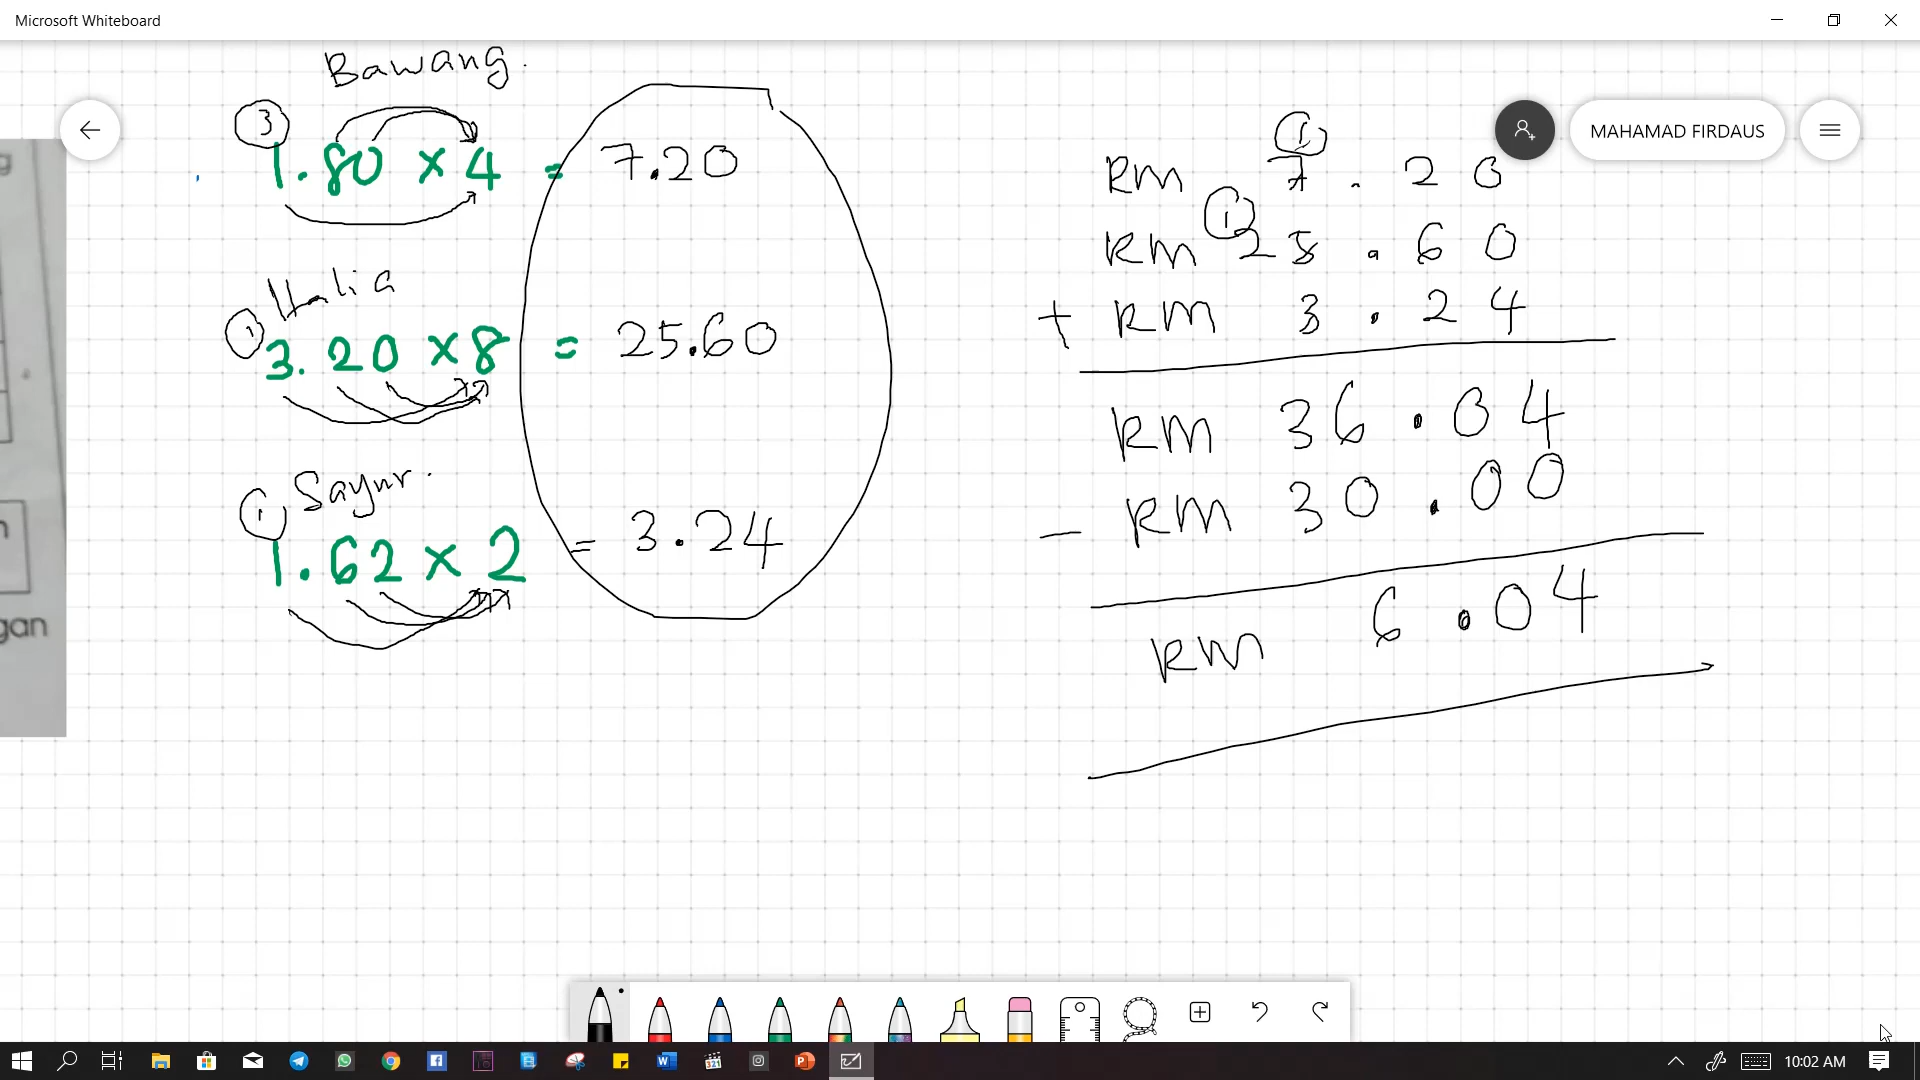 Microsoft Whiteboard
Bawang.
3
1.80 × 4 = 7.20
Halia
1
3.20 × 8 = 25.60
Sayur.
1
1.62 × 2 = 3.24
gan
MAHAMAD FIRDAUS
1
RM 7.20
1
RM 25.60
+ RM 3.24
RM 36.04
- RM 30.00
RM 6.04
10:02 AM